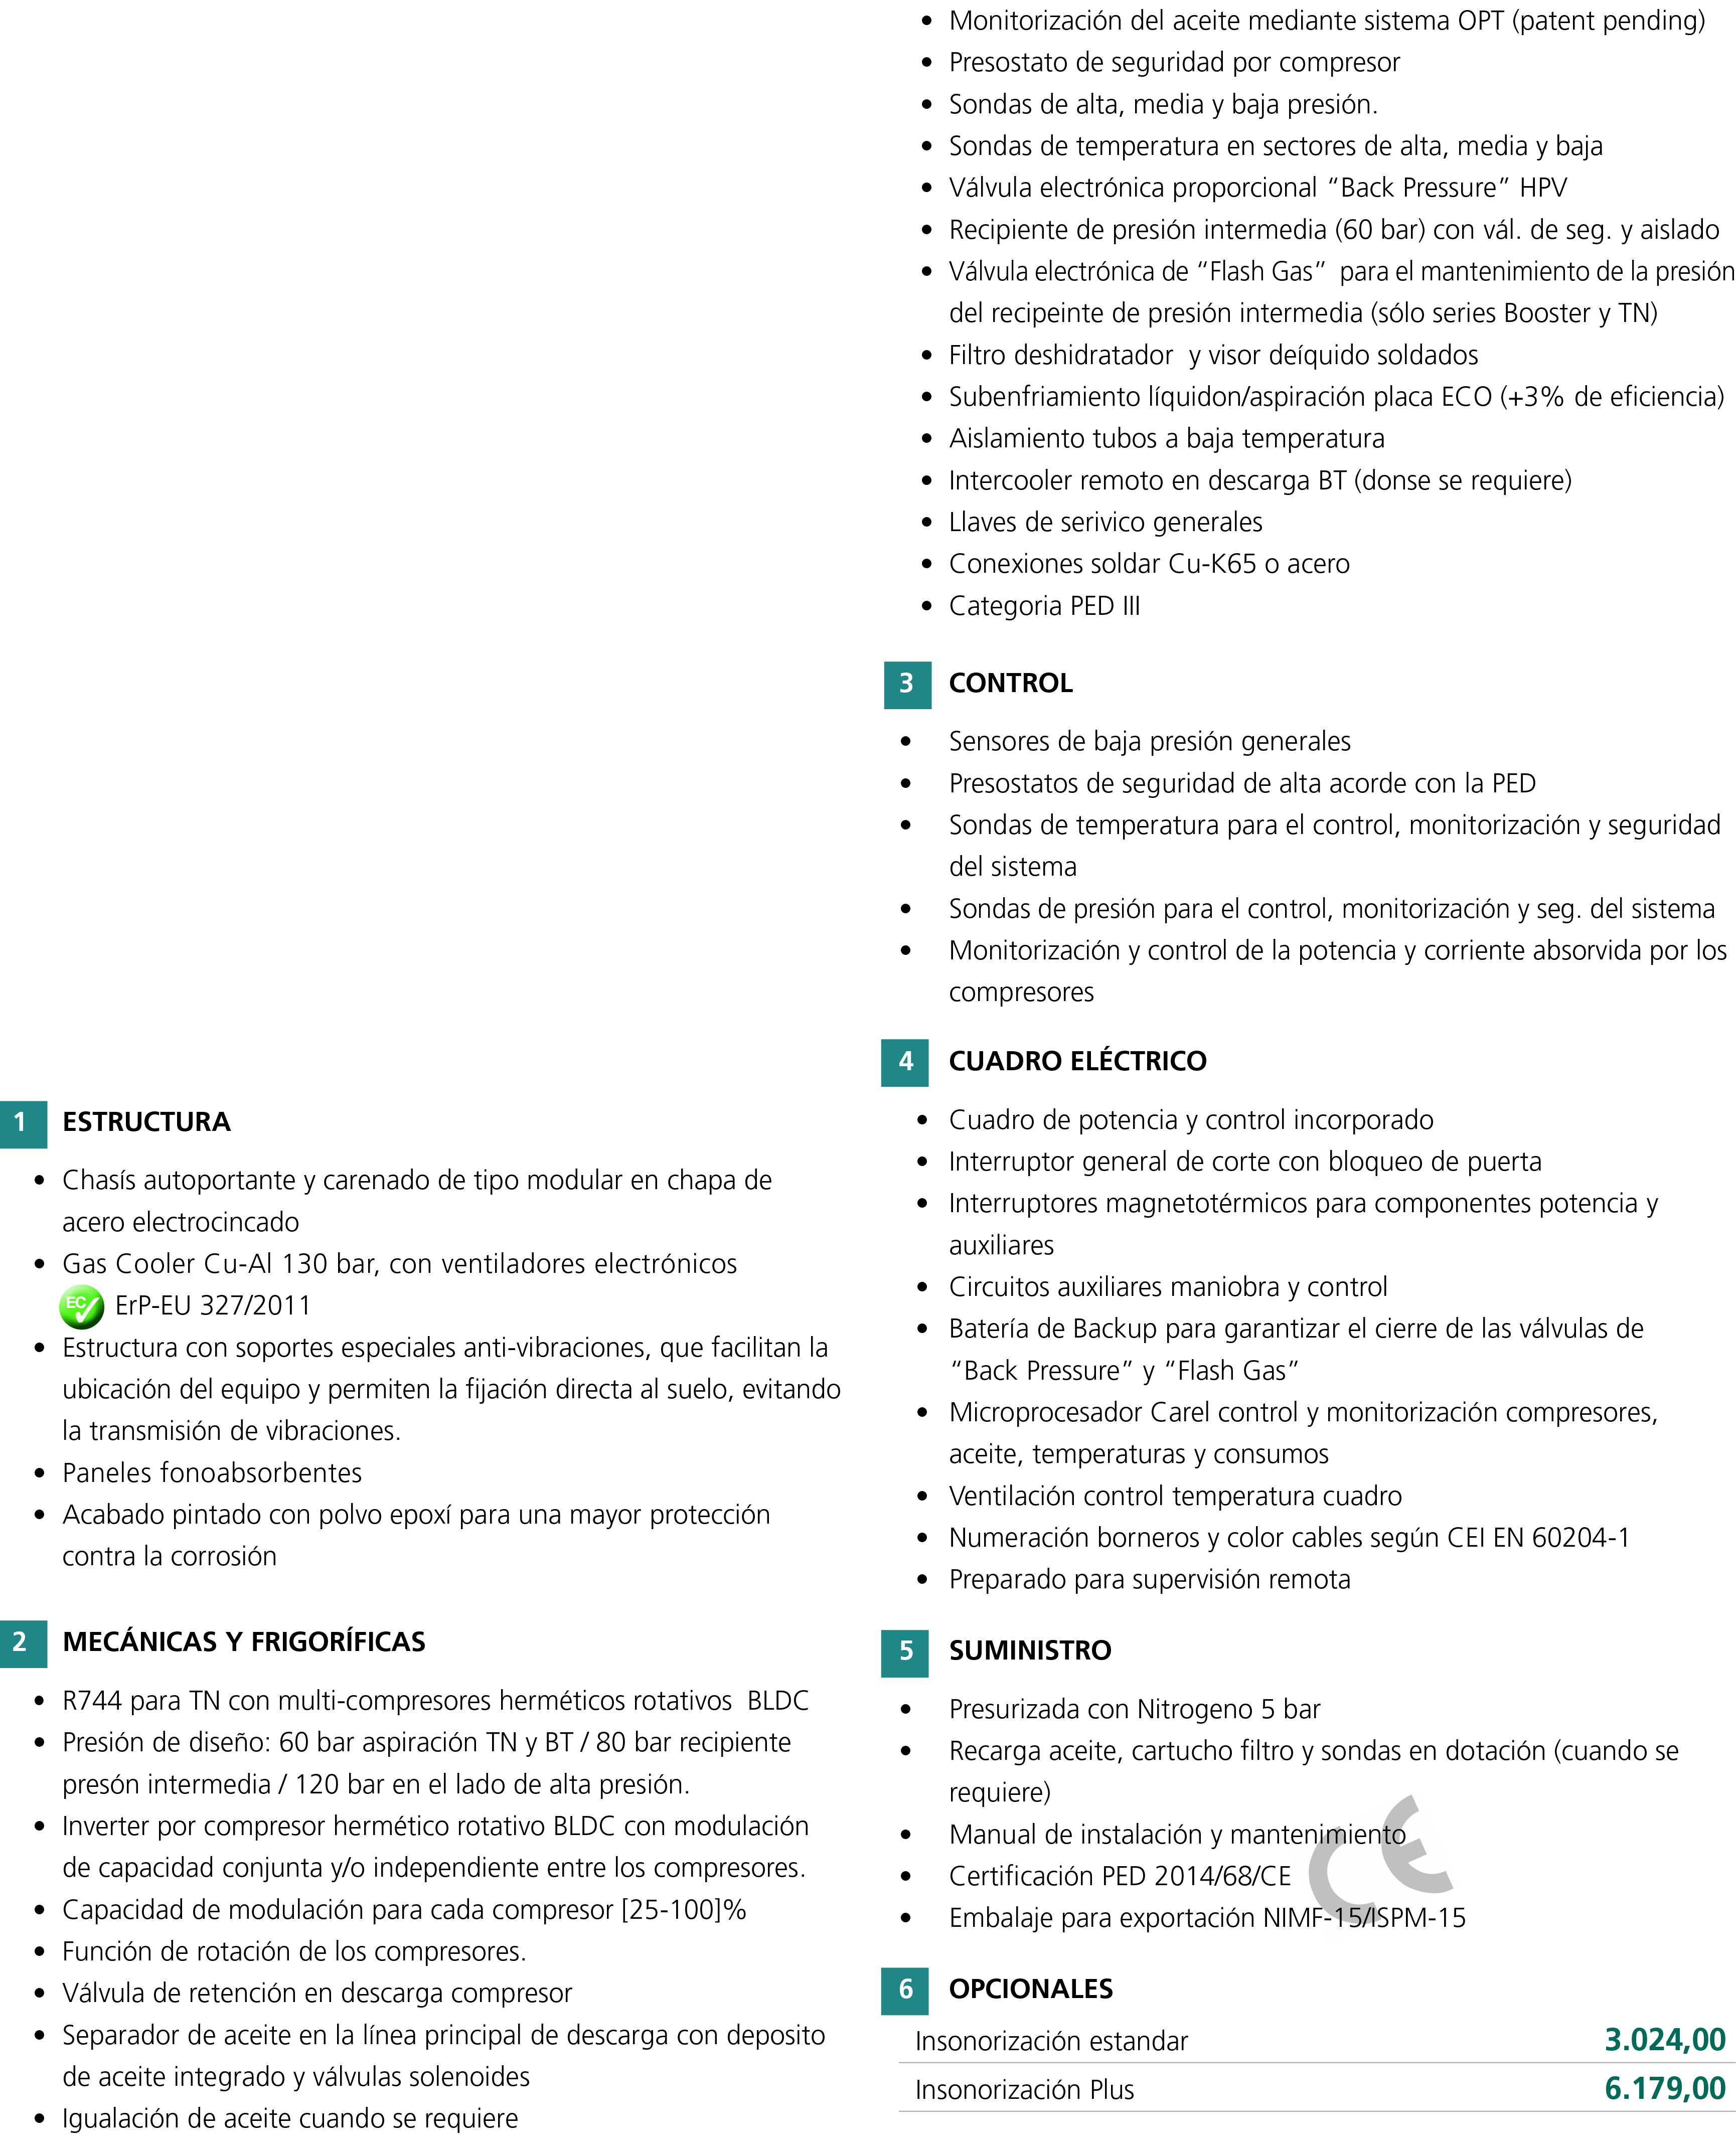 1 ESTRUCTURA
• Chasís autoportante y carenado de tipo modular en chapa de
acero electrocincado
• Gas Cooler Cu-Al 130 bar, con ventiladores electrónicos
EC ErP-EU 327/2011
• Estructura con soportes especiales anti-vibraciones, que facilitan la
ubicación del equipo y permiten la fijación directa al suelo, evitando
la transmisión de vibraciones.
• Paneles fonoabsorbentes
• Acabado pintado con polvo epoxí para una mayor protección
contra la corrosión
2 MECÁNICAS Y FRIGORÍFICAS
• R744 para TN con multi-compresores herméticos rotativos BLDC
• Presión de diseño: 60 bar aspiración TN y BT / 80 bar recipiente
presón intermedia / 120 bar en el lado de alta presión.
• Inverter por compresor hermético rotativo BLDC con modulación
de capacidad conjunta y/o independiente entre los compresores.
• Capacidad de modulación para cada compresor [25-100]%
• Función de rotación de los compresores.
• Válvula de retención en descarga compresor
• Separador de aceite en la línea principal de descarga con deposito
de aceite integrado y válvulas solenoides
• Igualación de aceite cuando se requiere
• Monitorización del aceite mediante sistema OPT (patent pending)
• Presostato de seguridad por compresor
• Sondas de alta, media y baja presión.
• Sondas de temperatura en sectores de alta, media y baja
• Válvula electrónica proporcional “Back Pressure” HPV
• Recipiente de presión intermedia (60 bar) con vál. de seg. y aislado
• Válvula electrónica de “Flash Gas” para el mantenimiento de la presión
del recipeinte de presión intermedia (sólo series Booster y TN)
• Filtro deshidratador y visor deíquido soldados
• Subenfriamiento líquidon/aspiración placa ECO (+3% de eficiencia)
• Aislamiento tubos a baja temperatura
• Intercooler remoto en descarga BT (donse se requiere)
• Llaves de serivico generales
• Conexiones soldar Cu-K65 o acero
• Categoria PED III
3 CONTROL
• Sensores de baja presión generales
• Presostatos de seguridad de alta acorde con la PED
• Sondas de temperatura para el control, monitorización y seguridad
del sistema
• Sondas de presión para el control, monitorización y seg. del sistema
• Monitorización y control de la potencia y corriente absorvida por los
compresores
4 CUADRO ELÉCTRICO
• Cuadro de potencia y control incorporado
• Interruptor general de corte con bloqueo de puerta
• Interruptores magnetotérmicos para componentes potencia y
auxiliares
• Circuitos auxiliares maniobra y control
• Batería de Backup para garantizar el cierre de las válvulas de
“Back Pressure” y “Flash Gas”
• Microprocesador Carel control y monitorización compresores,
aceite, temperaturas y consumos
• Ventilación control temperatura cuadro
• Numeración borneros y color cables según CEI EN 60204-1
• Preparado para supervisión remota
5 SUMINISTRO
• Presurizada con Nitrogeno 5 bar
• Recarga aceite, cartucho filtro y sondas en dotación (cuando se
requiere)
• Manual de instalación y mantenimiento
• Certificación PED 2014/68/CE
CE
• Embalaje para exportación NIMF-15/ISPM-15
6 OPCIONALES
Insonorización estandar 3.024,00
Insonorización Plus 6.179,00